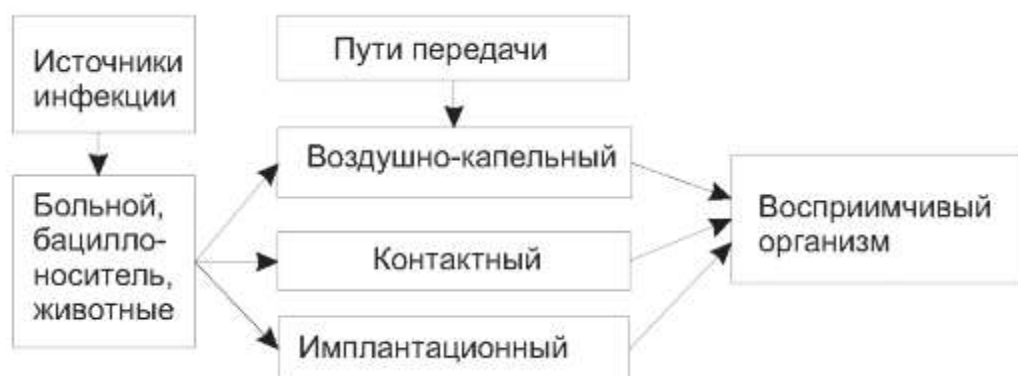 Источники
инфекции
Пути передачи
Воздушно-капельный
Больной,
бацилло-
носитель,
животные
Контактный
Имплантационный
Восприимчивый
организм